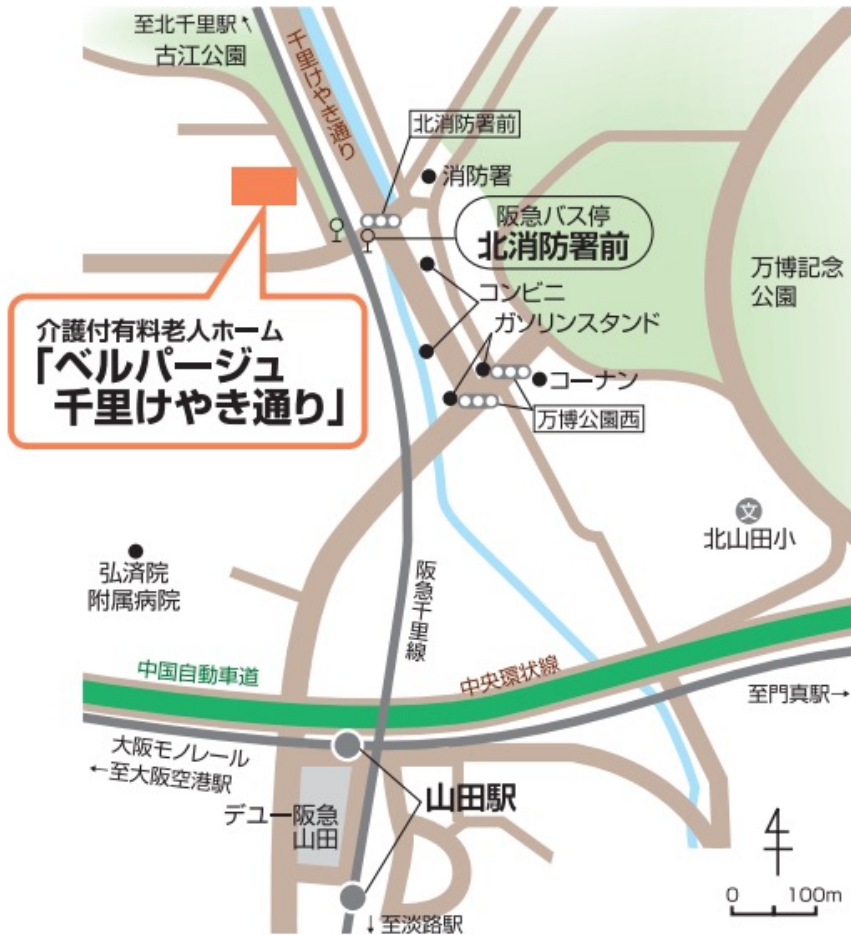 至北千里駅↖
古江公園
千里けやき通り
北消防署前
消防署
阪急バス停
北消防署前
万博記念
公園
コンビニ
ガソリンスタンド
コーナン
万博公園西
介護付有料老人ホーム
「ベルパージュ
千里けやき通り」
文
北山田小
弘済院
附属病院
阪急千里線
中国自動車道
中央環状線
至門真駅→
大阪モノレール
←至大阪空港駅
山田駅
デュー阪急
山田
4
0 100m
↓至淡路駅